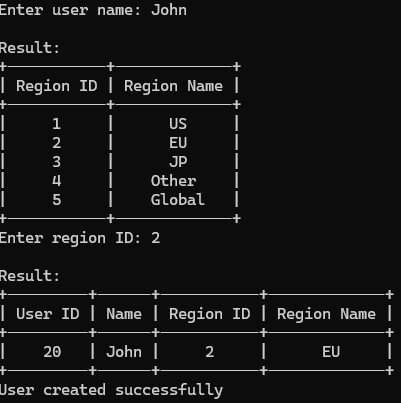 Enter user name: John

Result:
+-----------+-------------+
| Region ID | Region Name |
+-----------+-------------+
|     1     |      US     |
|     2     |      EU     |
|     3     |      JP     |
|     4     |    Other    |
|     5     |    Global   |
+-----------+-------------+
Enter region ID: 2

Result:
+---------+------+-----------+-------------+
| User ID | Name | Region ID | Region Name |
+---------+------+-----------+-------------+
|    20   | John |     2     |      EU     |
+---------+------+-----------+-------------+
User created successfully